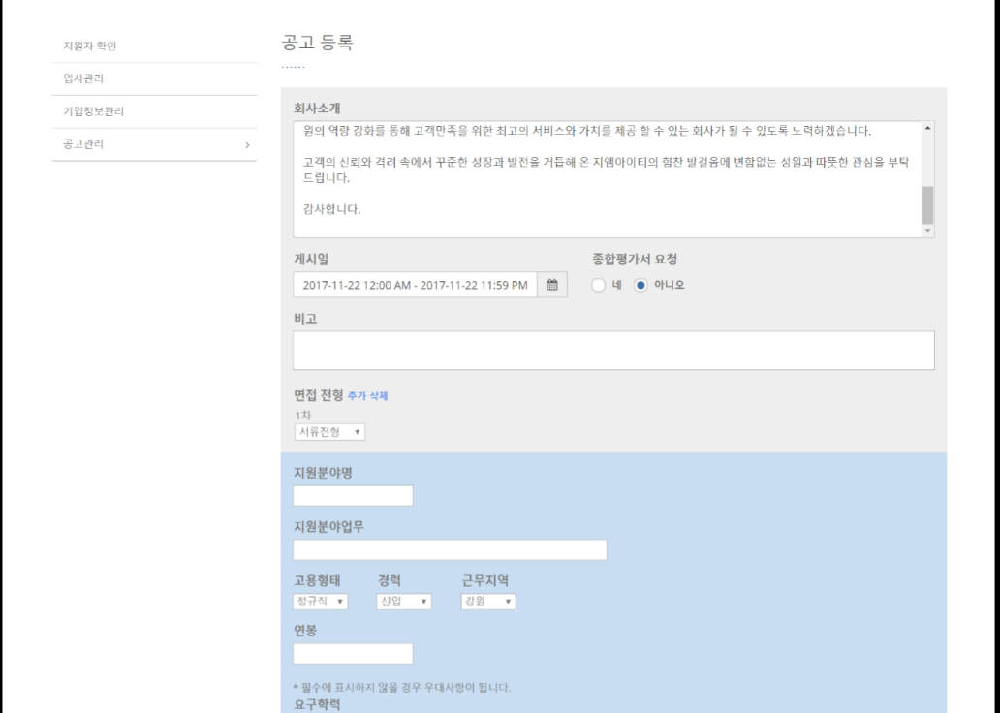 지원자 확인
입사관리
기업정보관리
공고관리
공고 등록
......
회사소개
원의 역량 강화를 통해 고객만족을 위한 최고의 서비스와 가치를 제공 할 수 있는 회사가 될 수 있도록 노력하겠습니다.
고객의 신뢰와 격려 속에서 꾸준한 성장과 발전을 거듭해 온 지엠아이티의 힘찬 발걸음에 변함없는 성원과 따뜻한 관심을 부탁
드립니다.
감사합니다.
게시일 종합평가서 요청
2017-11-22 12:00 AM - 2017-11-22 11:59 PM 네 아니오
비고
면접 전형 추가 삭제
1차
서류전형
지원분야명
지원분야업무
고용형태 경력 근무지역
정규직 신입 강원
연봉
* 필수에 표시하지 않을 경우 우대사항이 됩니다.
요구학력